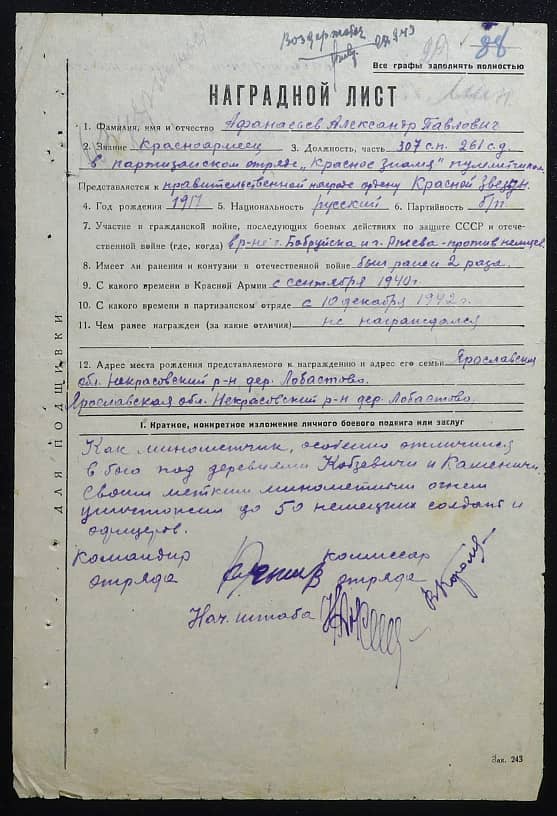 Воздержаться
88
Все графы заполнять полностью
НАГРАДНОЙ ЛИСТ
1. Фамилия, имя и отчество Афанасьев Александр Павлович
2. Звание Красноармеец 3. Должность, часть 307 с.п. 261 с.д.
в партизанском отряде "Красное Знамя" пулеметчиком
Представляется к правительственной награде ордену Красной Звезды.
4. Год рождения 1917 5. Национальность русский 6. Партийность б/п
7. Участие в гражданской войне, последующих боевых действиях по защите СССР и отече-
ственной войне (где, когда) в р-не г. Бобруйска и г. Ржева - против немцев.
8. Имеет ли ранения и контузии в отечественной войне был ранен 2 раза.
9. С какого времени в Красной Армии с сентября 1940 г.
10. С какого времени в партизанском отряде с 10 декабря 1942 г.
11. Чем ранее награжден (за какие отличия) не награждался
12. Адрес места рождения представляемого к награждению и адрес его семьи Ярославская
обл. Некрасовский р-н дер. Лобастово.
Ярославская обл. Некрасовский р-н дер. Лобастово.
I. Краткое, конкретное изложение личного боевого подвига или заслуг
Как минометчик, особенно отличился
в бою под деревнями Кобзевичи и Катеничи
своим метким минометным огнем
уничтожил до 50 немецких солдат и
офицеров.
Командир комиссар
отряда отряда
Нач. штаба
ДЛЯ ПОДШИВКИ
Зак. 243